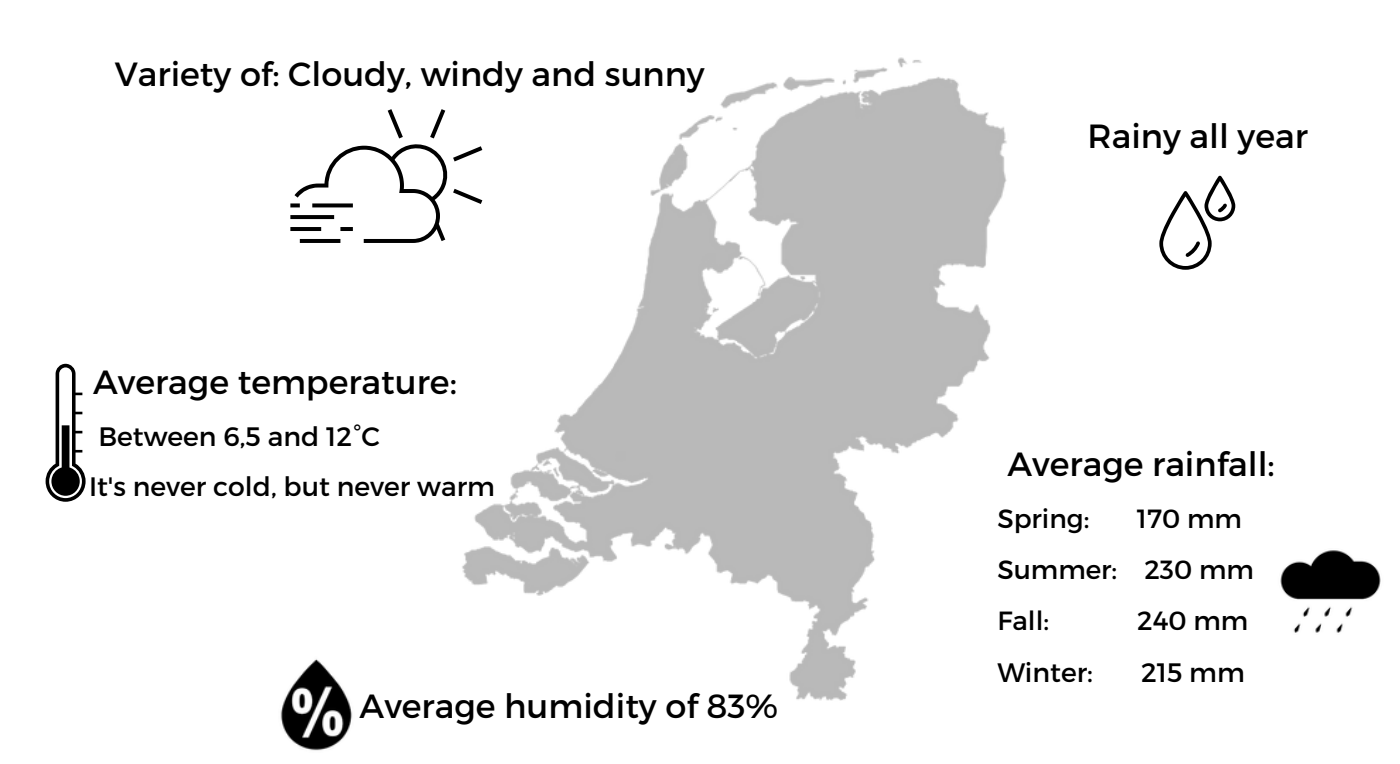 Variety of: Cloudy, windy and sunny
Rainy all year
Average temperature:
Between 6,5 and 12°C
It's never cold, but never warm
Average rainfall:
Spring: 170 mm
Summer: 230 mm
Fall: 240 mm
Winter: 215 mm
% Average humidity of 83%